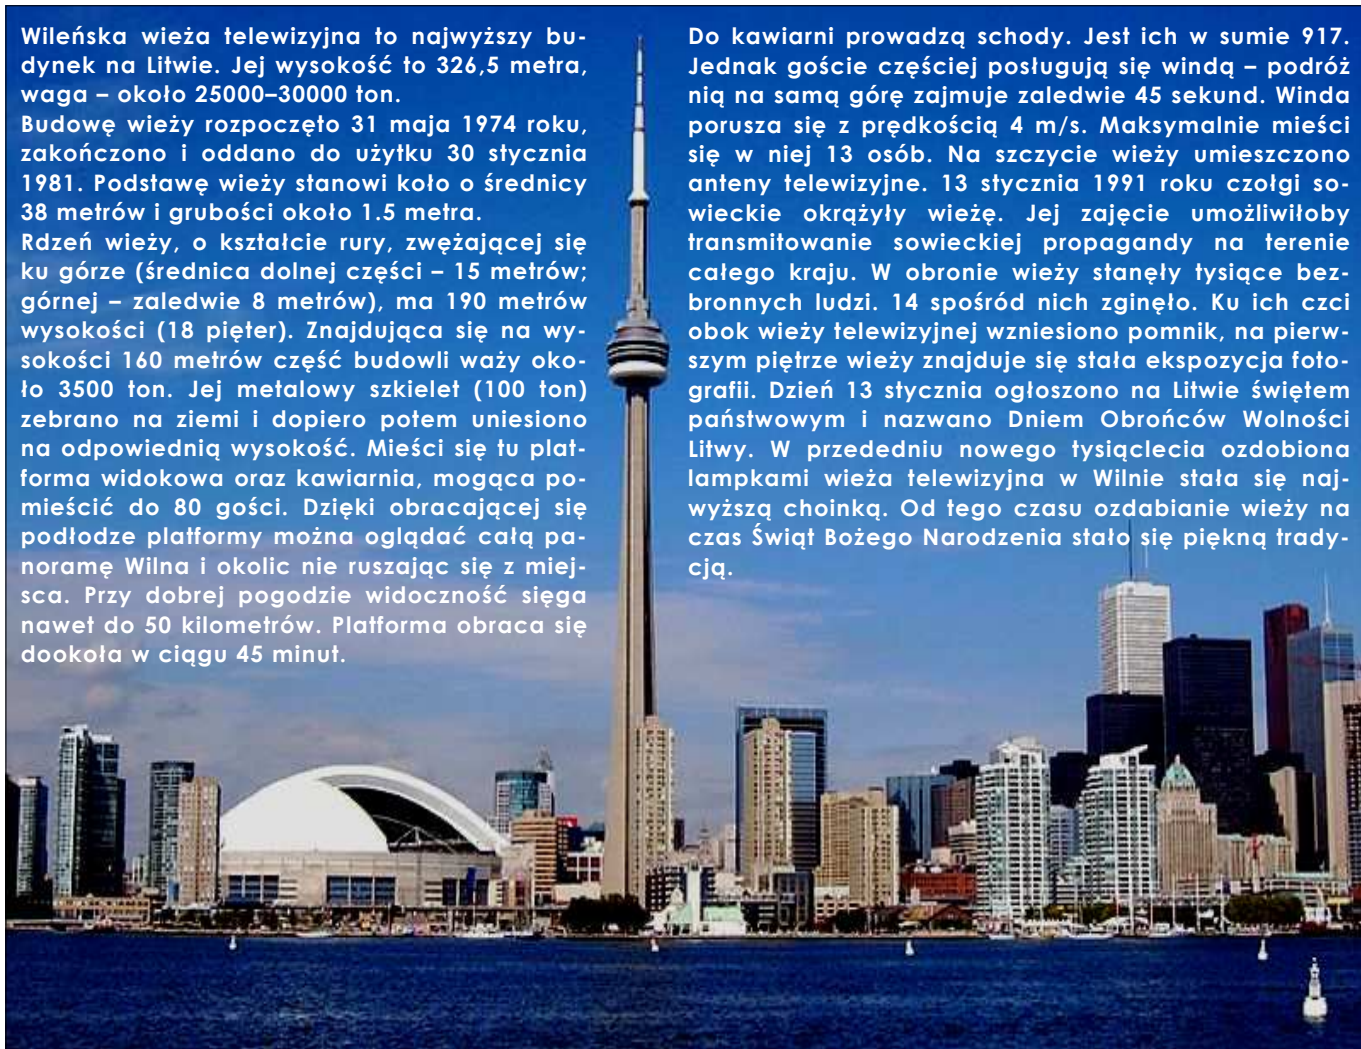 Wileńska wieża telewizyjna to najwyższy bu-
dynek na Litwie. Jej wysokość to 326,5 metra,
waga – około 25000–30000 ton.
Budowę wieży rozpoczęto 31 maja 1974 roku,
zakończono i oddano do użytku 30 stycznia
1981. Podstawę wieży stanowi koło o średnicy
38 metrów i grubości około 1.5 metra.
Rdzeń wieży, o kształcie rury, zwężającej się
ku górze (średnica dolnej części – 15 metrów;
górnej – zaledwie 8 metrów), ma 190 metrów
wysokości (18 pięter). Znajdująca się na wy-
sokości 160 metrów część budowli waży oko-
ło 3500 ton. Jej metalowy szkielet (100 ton)
zebrano na ziemi i dopiero potem uniesiono
na odpowiednią wysokość. Mieści się tu plat-
forma widokowa oraz kawiarnia, mogąca po-
mieścić do 80 gości. Dzięki obracającej się
podłodze platformy można oglądać całą pa-
noramę Wilna i okolic nie ruszając się z miej-
sca. Przy dobrej pogodzie widoczność sięga
nawet do 50 kilometrów. Platforma obraca się
dookoła w ciągu 45 minut.
Do kawiarni prowadzą schody. Jest ich w sumie 917.
Jednak goście częściej posługują się windą – podróż
nią na samą górę zajmuje zaledwie 45 sekund. Winda
porusza się z prędkością 4 m/s. Maksymalnie mieści
się w niej 13 osób. Na szczycie wieży umieszczono
anteny telewizyjne. 13 stycznia 1991 roku czołgi so-
wieckie okrążyły wieżę. Jej zajęcie umożliwiłoby
transmitowanie sowieckiej propagandy na terenie
całego kraju. W obronie wieży stanęły tysiące bez-
bronnych ludzi. 14 spośród nich zginęło. Ku ich czci
obok wieży telewizyjnej wzniesiono pomnik, na pierw-
szym piętrze wieży znajduje się stała ekspozycja foto-
grafii. Dzień 13 stycznia ogłoszono na Litwie świętem
państwowym i nazwano Dniem Obrońców Wolności
Litwy. W przededniu nowego tysiąclecia ozdobiona
lampkami wieża telewizyjna w Wilnie stała się naj-
wyższą choinką. Od tego czasu ozdabianie wieży na
czas Świąt Bożego Narodzenia stało się piękną trady-
cją.